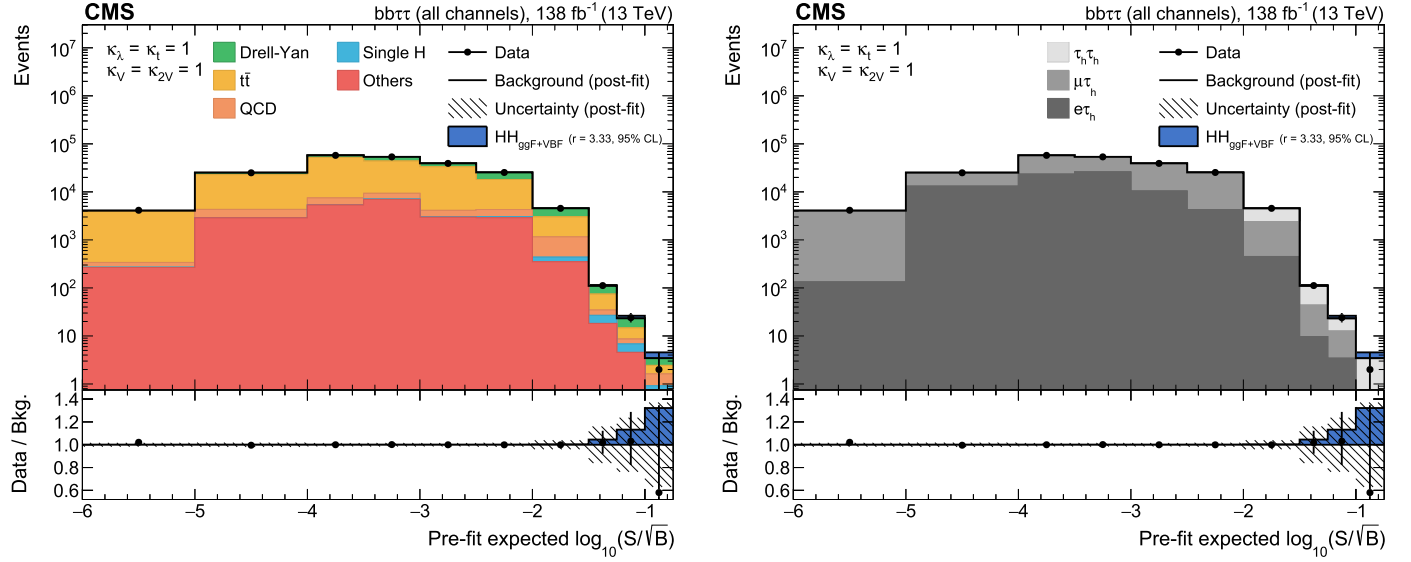 CMS bbττ (all channels), 138 fb⁻¹ (13 TeV)
Events
10⁷
10⁶
10⁵
10⁴
10³
10²
10
1
κλ = κt = 1
κV = κ2V = 1
Drell-Yan
tt̄
QCD
Single H
Others
Data
Background (post-fit)
Uncertainty (post-fit)
HH ggF+VBF (r = 3.33, 95% CL)
Data / Bkg.
1.4
1.2
1.0
0.8
0.6
−6 −5 −4 −3 −2 −1
Pre-fit expected log₁₀(S/√B)
CMS bbττ (all channels), 138 fb⁻¹ (13 TeV)
Events
10⁷
10⁶
10⁵
10⁴
10³
10²
10
1
κλ = κt = 1
κV = κ2V = 1
τhτh
μτh
eτh
Data
Background (post-fit)
Uncertainty (post-fit)
HH ggF+VBF (r = 3.33, 95% CL)
Data / Bkg.
1.4
1.2
1.0
0.8
0.6
−6 −5 −4 −3 −2 −1
Pre-fit expected log₁₀(S/√B)